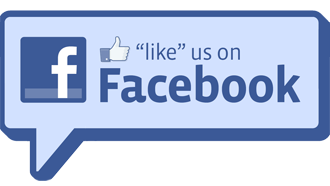 f
“like” us on
Facebook